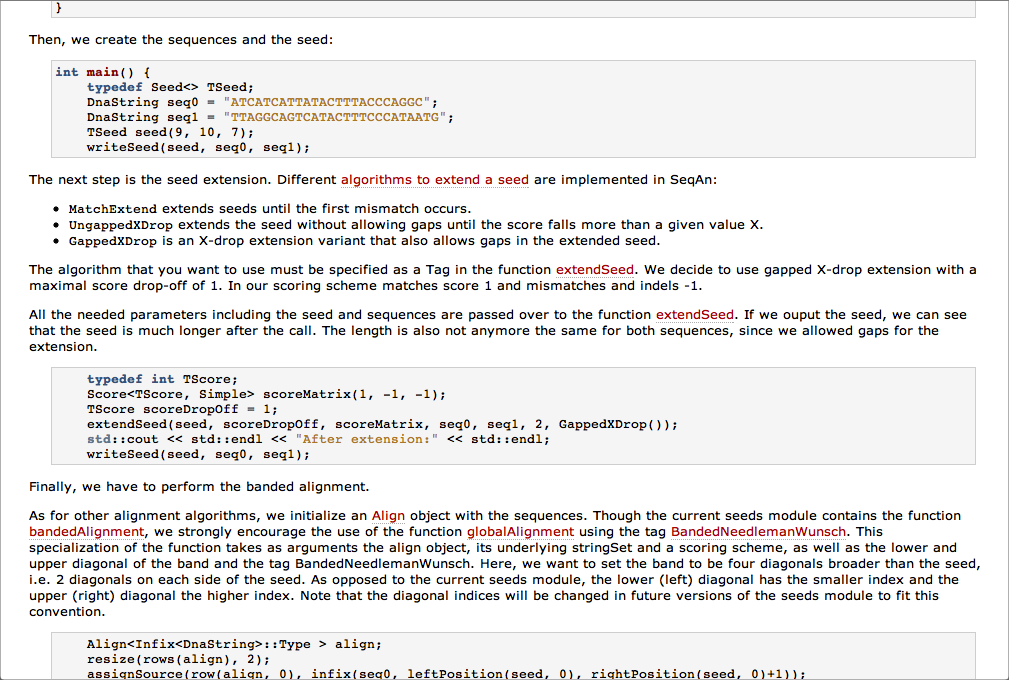 }
Then, we create the sequences and the seed:
int main() {
    typedef Seed<> TSeed;
    DnaString seq0 = "ATCATCATTATACTTTACCCAGGC";
    DnaString seq1 = "TTAGGCAGTCATACTTTCCCATAATG";
    TSeed seed(9, 10, 7);
    writeSeed(seed, seq0, seq1);
The next step is the seed extension. Different algorithms to extend a seed are implemented in SeqAn:
• MatchExtend extends seeds until the first mismatch occurs.
• UngappedXDrop extends the seed without allowing gaps until the score falls more than a given value X.
• GappedXDrop is an X-drop extension variant that also allows gaps in the extended seed.
The algorithm that you want to use must be specified as a Tag in the function extendSeed. We decide to use gapped X-drop extension with a
maximal score drop-off of 1. In our scoring scheme matches score 1 and mismatches and indels -1.
All the needed parameters including the seed and sequences are passed over to the function extendSeed. If we ouput the seed, we can see
that the seed is much longer after the call. The length is also not anymore the same for both sequences, since we allowed gaps for the
extension.
    typedef int TScore;
    Score<TScore, Simple> scoreMatrix(1, -1, -1);
    TScore scoreDropOff = 1;
    extendSeed(seed, scoreDropOff, scoreMatrix, seq0, seq1, 2, GappedXDrop());
    std::cout << std::endl << "After extension:" << std::endl;
    writeSeed(seed, seq0, seq1);
Finally, we have to perform the banded alignment.
As for other alignment algorithms, we initialize an Align object with the sequences. Though the current seeds module contains the function
bandedAlignment, we strongly encourage the use of the function globalAlignment using the tag BandedNeedlemanWunsch. This
specialization of the function takes as arguments the align object, its underlying stringSet and a scoring scheme, as well as the lower and
upper diagonal of the band and the tag BandedNeedlemanWunsch. Here, we want to set the band to be four diagonals broader than the seed,
i.e. 2 diagonals on each side of the seed. As opposed to the current seeds module, the lower (left) diagonal has the smaller index and the
upper (right) diagonal the higher index. Note that the diagonal indices will be changed in future versions of the seeds module to fit this
convention.
    Align<Infix<DnaString>::Type > align;
    resize(rows(align), 2);
    assignSource(row(align, 0), infix(seq0, leftPosition(seed, 0), rightPosition(seed, 0)+1));